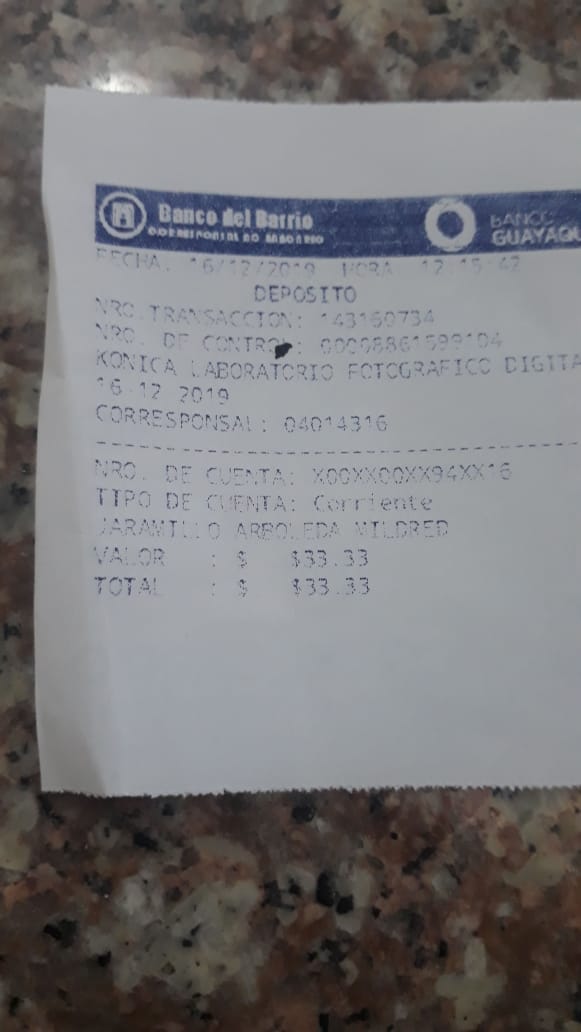 Banco del Barrio
CORRESPONSAL NO BANCARIO
BANCO
GUAYAQU
FECHA. 16/12/2019 HORA 12:15:42
DEPOSITO
NRO.TRANSACCION: 143160734
NRO. DE CONTROL: 00008861599104
KONICA LABORATORIO FOTOGRAFICO DIGITA
16 12 2019
CORRESPONSAL: 04014316
NRO. DE CUENTA: X00XX00XX94XX16
TIPO DE CUENTA: Corriente
JARAMILLO ARBOLEDA MILDRED
VALOR : $ $33.33
TOTAL : $ $33.33